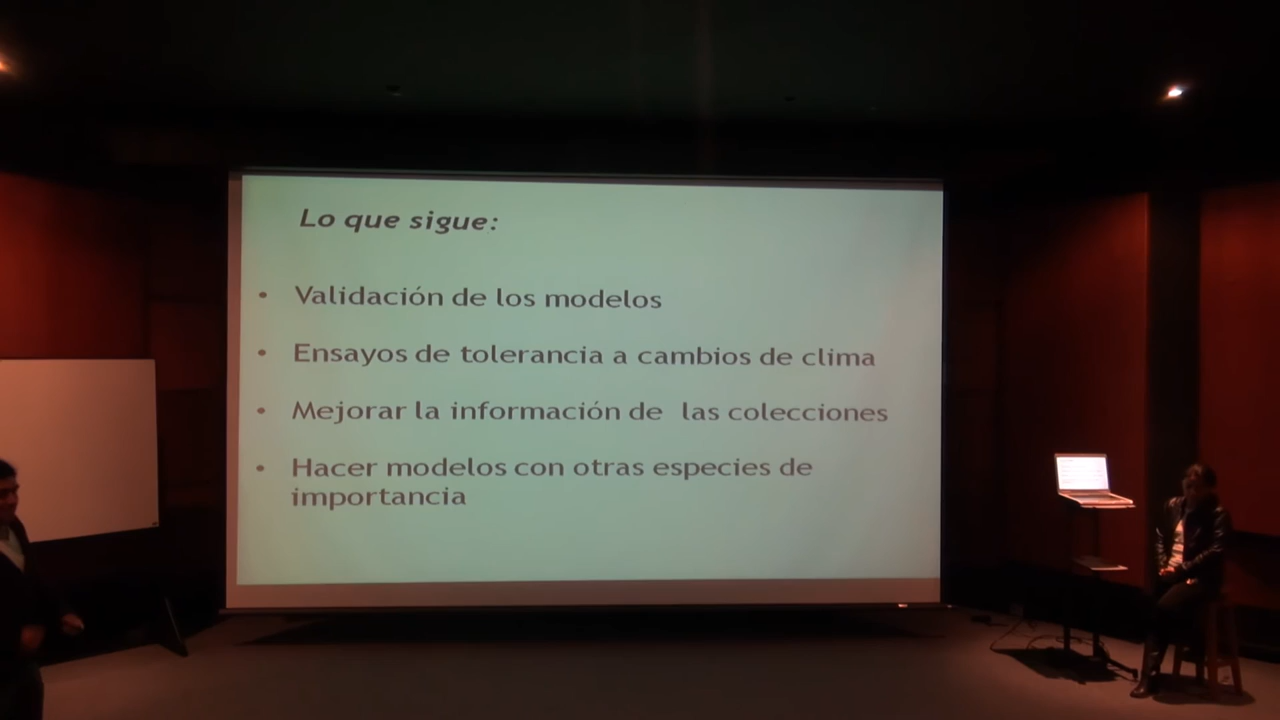 Lo que sigue:
• Validación de los modelos
• Ensayos de tolerancia a cambios de clima
• Mejorar la información de las colecciones
• Hacer modelos con otras especies de
importancia